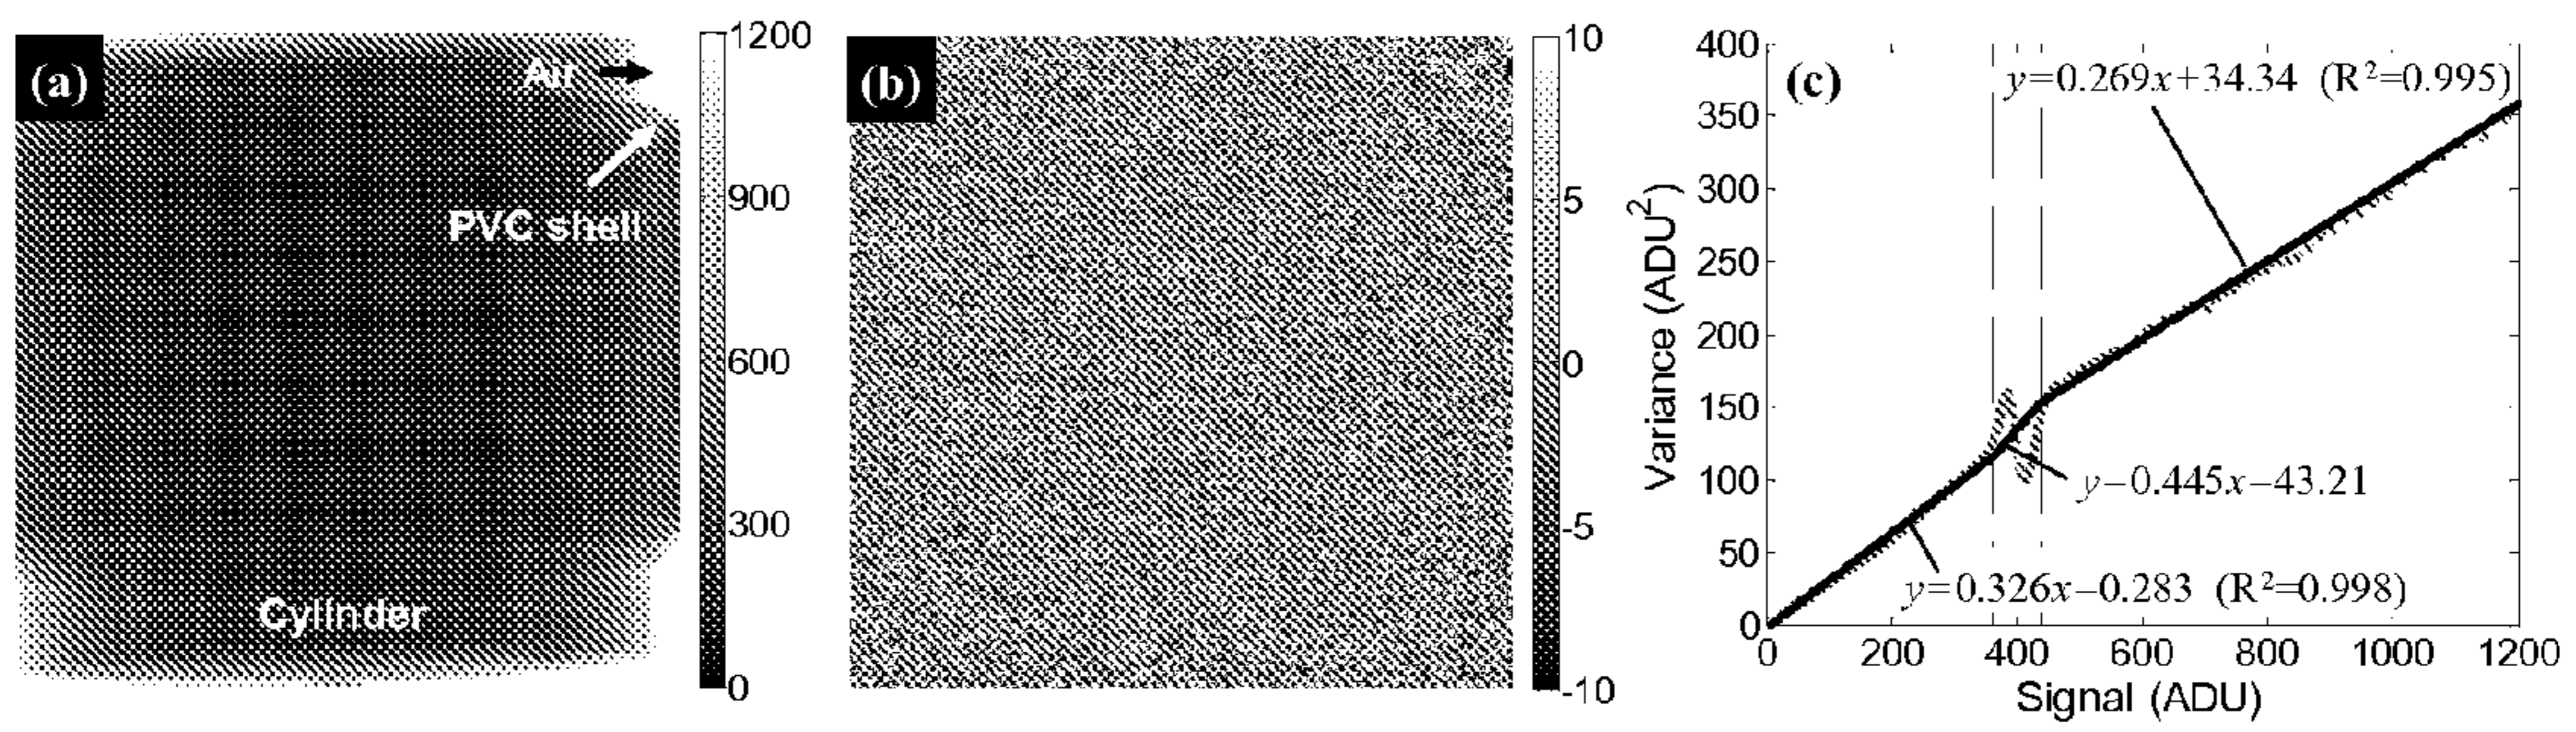 (a)
Air
PVC shell
Cylinder
1200
900
600
300
0
(b)
10
5
0
-5
-10
(c)
y=0.269x+34.34 (R²=0.995)
y−0.445x−43.21
y=0.326x−0.283 (R²=0.998)
Variance (ADU²)
400
350
300
250
200
150
100
50
0
0 200 400 600 800 1000 1200
Signal (ADU)